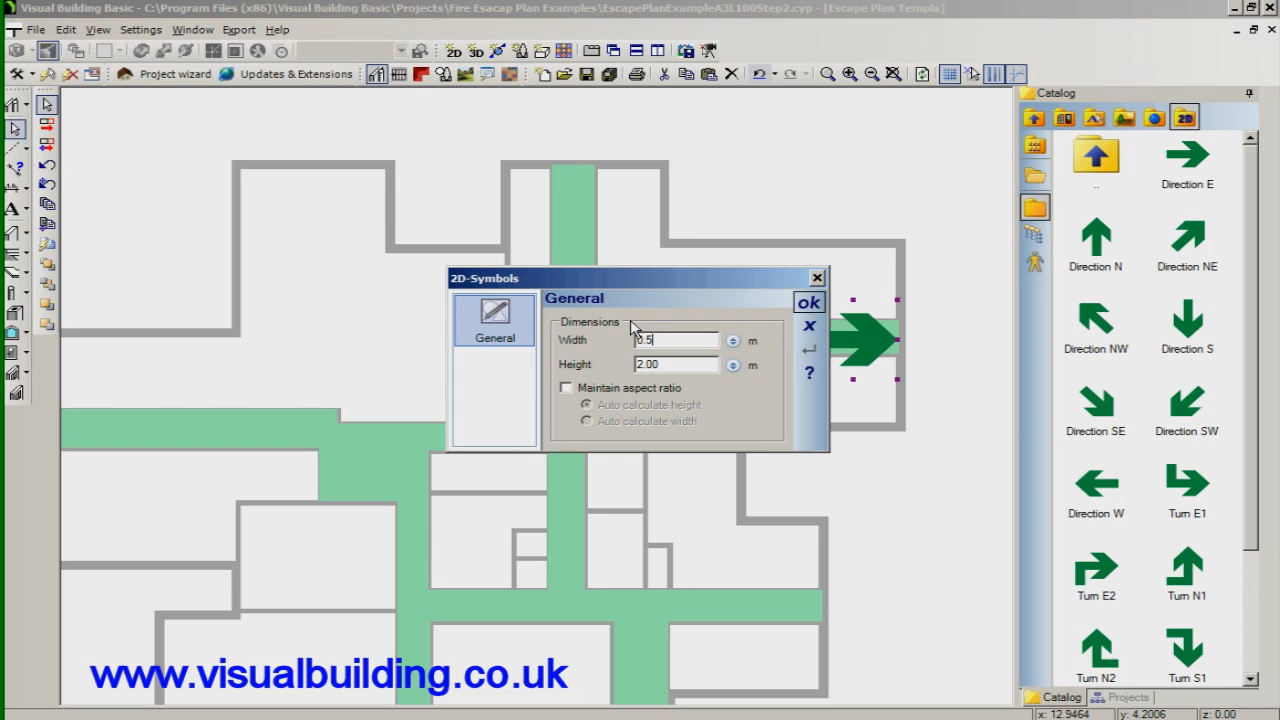 Visual Building Basic - C:\Program Files (x86)\Visual Building Basic\Projects\Fire Esacap Plan Examples\EscapePlanExampleA3L100Step2.cyp - [Escape Plan Templa]
File Edit View Settings Window Export Help
2D 3D
Project wizard Updates & Extensions
Catalog
2D
..
Direction E
Direction N
Direction NE
Direction NW
Direction S
Direction SE
Direction SW
Direction W
Turn E1
Turn E2
Turn N1
Turn N2
Turn S1
2D-Symbols
General
General
ok
x
?
Dimensions
Width 0.5 m
Height 2.00 m
Maintain aspect ratio
Auto calculate height
Auto calculate width
www.visualbuilding.co.uk
Catalog Projects
x: 12.9464 y: 4.2006 z: 0.00